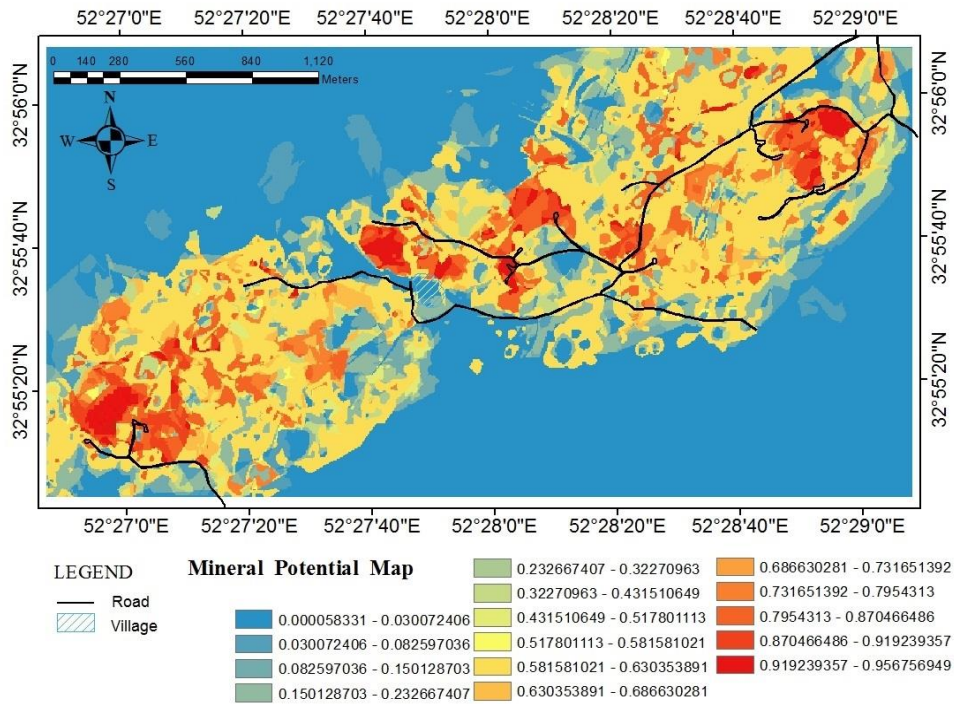 52°27'0"E 52°27'20"E 52°27'40"E 52°28'0"E 52°28'20"E 52°28'40"E 52°29'0"E
0 140 280 560 840 1,120
Meters
N
W E
S
32°56'0"N
32°55'40"N
32°55'20"N
32°56'0"N
32°55'40"N
32°55'20"N
52°27'0"E 52°27'20"E 52°27'40"E 52°28'0"E 52°28'20"E 52°28'40"E 52°29'0"E
LEGEND
Road
Village
Mineral Potential Map
0.000058331 - 0.030072406
0.030072406 - 0.082597036
0.082597036 - 0.150128703
0.150128703 - 0.232667407
0.232667407 - 0.32270963
0.32270963 - 0.431510649
0.431510649 - 0.517801113
0.517801113 - 0.581581021
0.581581021 - 0.630353891
0.630353891 - 0.686630281
0.686630281 - 0.731651392
0.731651392 - 0.7954313
0.7954313 - 0.870466486
0.870466486 - 0.919239357
0.919239357 - 0.956756949